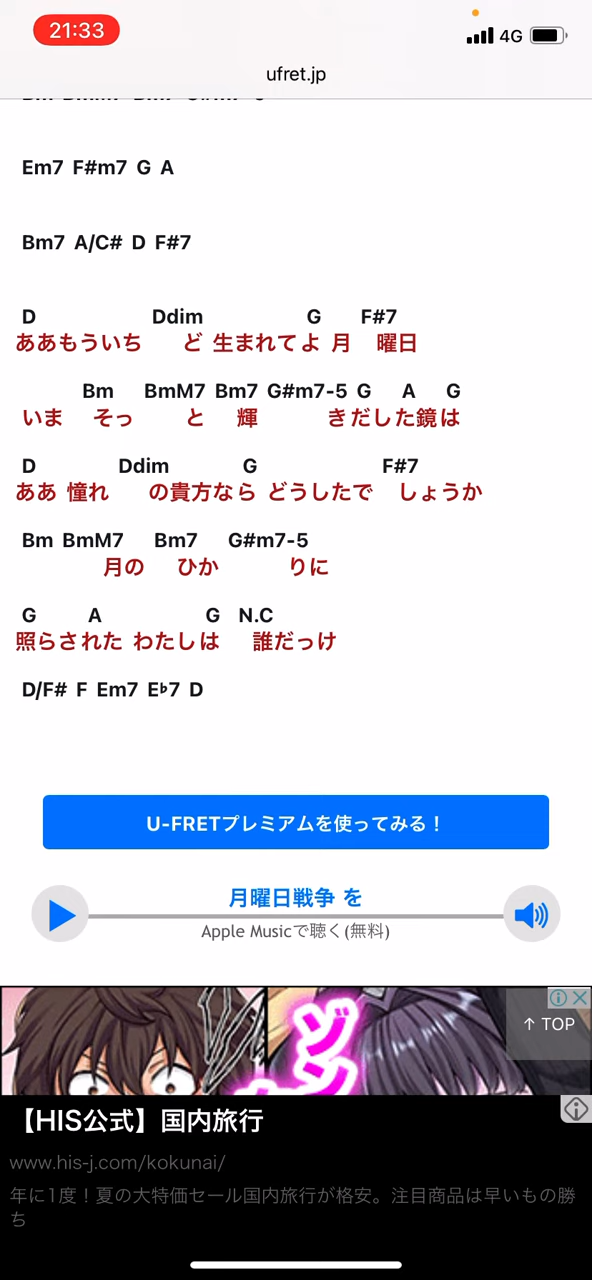 21:33
4G
ufret.jp
Em7 F#m7 G A
Bm7 A/C# D F#7
D Ddim G F#7
ああもういち ど 生まれてよ 月 曜日
Bm BmM7 Bm7 G#m7-5 G A G
いま そっ と 輝 きだした鏡は
D Ddim G F#7
ああ 憧れ の貴方なら どうしたで しょうか
Bm BmM7 Bm7 G#m7-5
月の ひか りに
G A G N.C
照らされた わたしは 誰だっけ
D/F# F Em7 E♭7 D
U-FRETプレミアムを使ってみる！
月曜日戦争 を
Apple Musicで聴く(無料)
↑ TOP
【HIS公式】国内旅行
www.his-j.com/kokunai/
年に1度！夏の大特価セール国内旅行が格安。注目商品は早いもの勝
ち